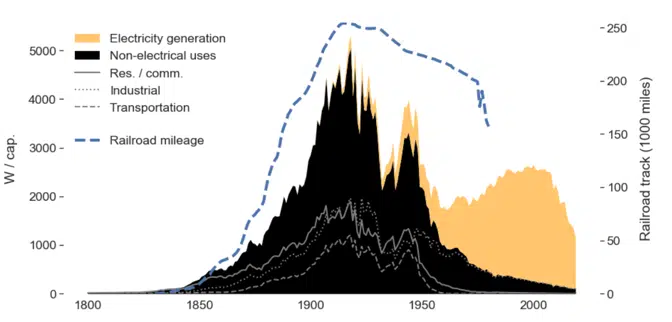 Electricity generation
Non-electrical uses
Res. / comm.
Industrial
Transportation
Railroad mileage
W / cap.
5000
4000
3000
2000
1000
0
Railroad track (1000 miles)
250
200
150
100
50
0
1800
1850
1900
1950
2000